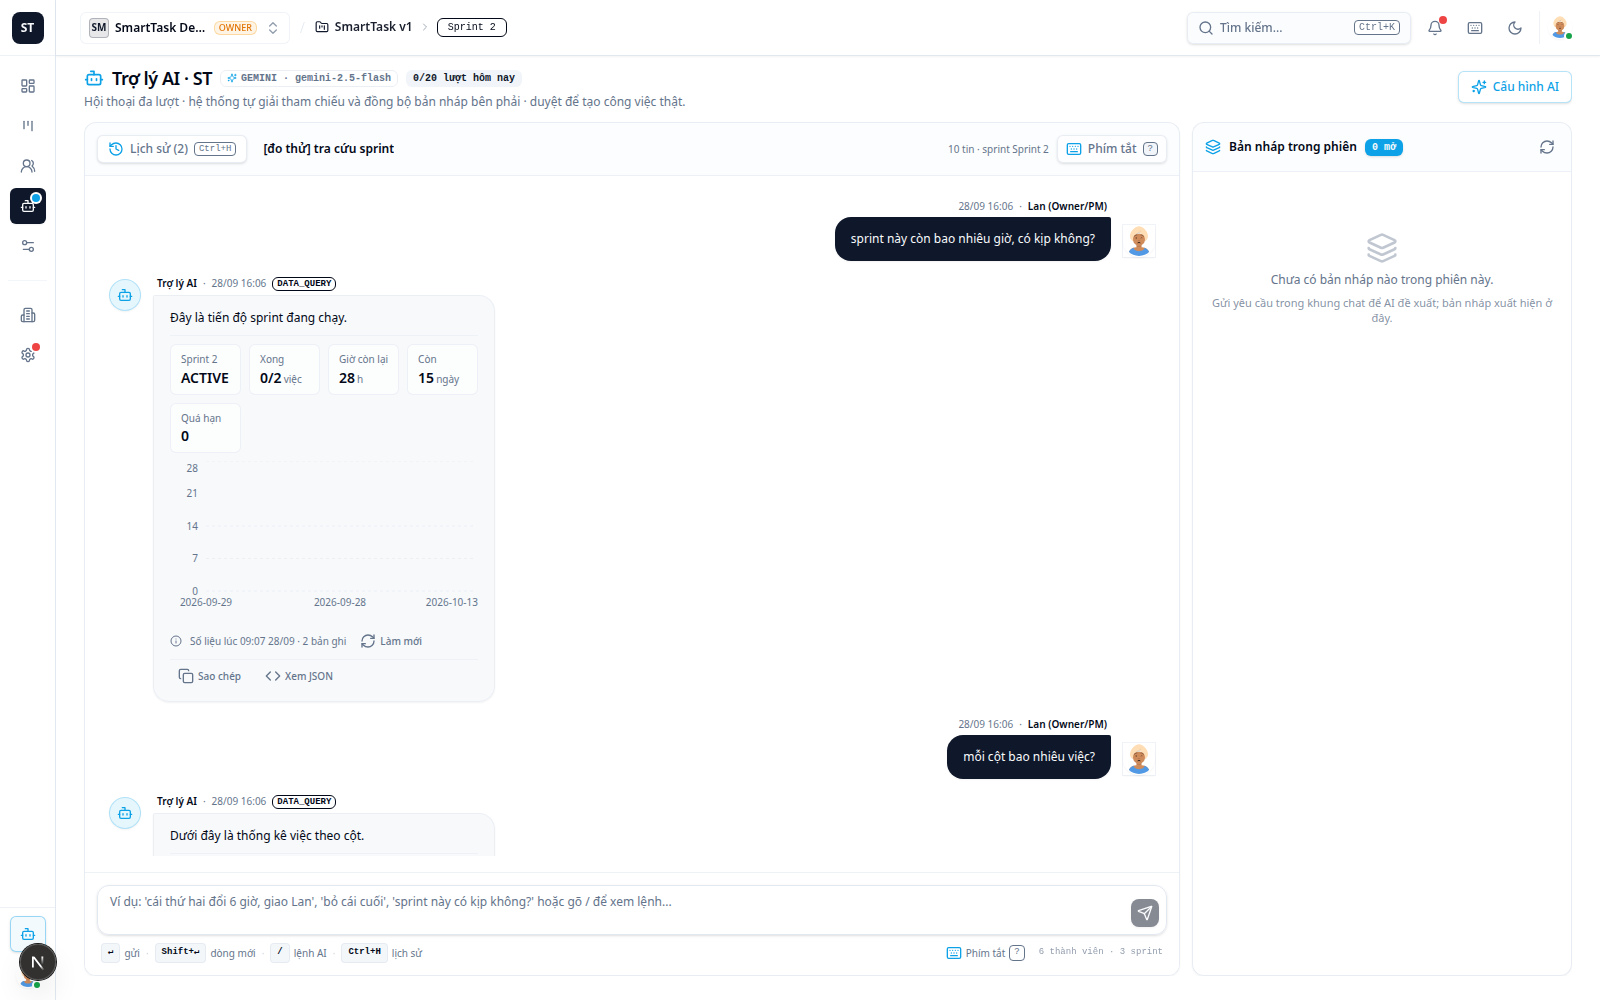 ST
SM SmartTask De... OWNER / SmartTask v1 > Sprint 2
Tìm kiếm... Ctrl+K
Trợ lý AI · ST GEMINI · gemini-2.5-flash 0/20 lượt hôm nay
Hội thoại đa lượt · hệ thống tự giải tham chiếu và đồng bộ bản nháp bên phải · duyệt để tạo công việc thật.
Cấu hình AI
Lịch sử (2) Ctrl+H [đo thử] tra cứu sprint
10 tin · sprint Sprint 2 Phím tắt ?
Bản nháp trong phiên 0 mở
28/09 16:06 · Lan (Owner/PM)
sprint này còn bao nhiêu giờ, có kịp không?
Trợ lý AI · 28/09 16:06 DATA_QUERY
Đây là tiến độ sprint đang chạy.
Sprint 2
ACTIVE
Xong
0/2 việc
Giờ còn lại
28 h
Còn
15 ngày
Quá hạn
0
28
21
14
7
0
2026-09-29 2026-09-28 2026-10-13
Số liệu lúc 09:07 28/09 · 2 bản ghi Làm mới
Sao chép Xem JSON
28/09 16:06 · Lan (Owner/PM)
mỗi cột bao nhiêu việc?
Trợ lý AI · 28/09 16:06 DATA_QUERY
Dưới đây là thống kê việc theo cột.
Chưa có bản nháp nào trong phiên này.
Gửi yêu cầu trong khung chat để AI đề xuất; bản nháp xuất hiện ở
đây.
Ví dụ: 'cái thứ hai đổi 6 giờ, giao Lan', 'bỏ cái cuối', 'sprint này có kịp không?' hoặc gõ / để xem lệnh...
↵ gửi · Shift+↵ dòng mới · / lệnh AI · Ctrl+H lịch sử
Phím tắt ? 6 thành viên · 3 sprint
N